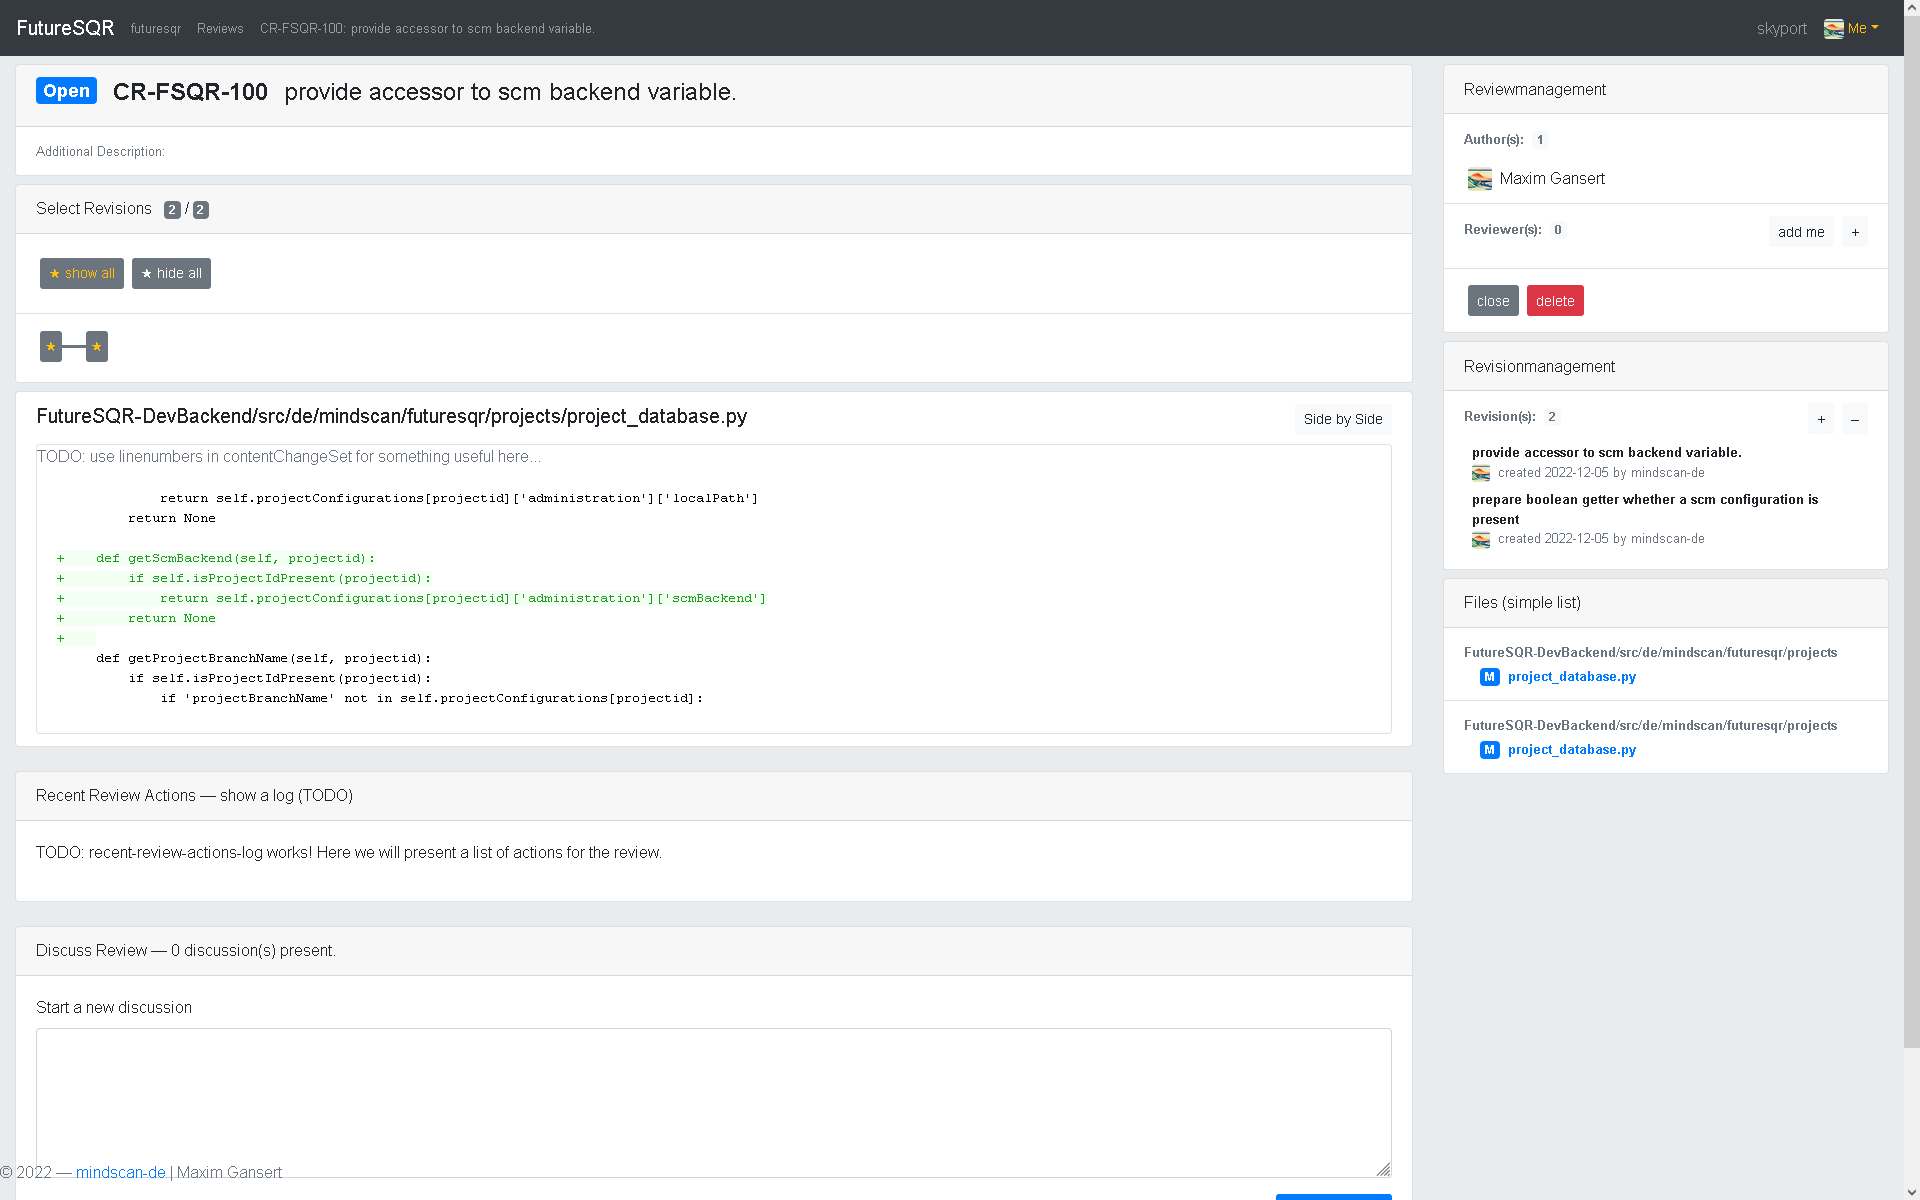 FutureSQR futuresqr Reviews CR-FSQR-100: provide accessor to scm backend variable. skyport Me
Open CR-FSQR-100 provide accessor to scm backend variable.
Additional Description:
Select Revisions 2 / 2
★ show all ★ hide all
★ ★
FutureSQR-DevBackend/src/de/mindscan/futuresqr/projects/project_database.py Side by Side
TODO: use linenumbers in contentChangeSet for something useful here...
            return self.projectConfigurations[projectid]['administration']['localPath']
        return None
+    def getScmBackend(self, projectid):
+        if self.isProjectIdPresent(projectid):
+            return self.projectConfigurations[projectid]['administration']['scmBackend']
+        return None
+
    def getProjectBranchName(self, projectid):
        if self.isProjectIdPresent(projectid):
            if 'projectBranchName' not in self.projectConfigurations[projectid]:
Recent Review Actions — show a log (TODO)
TODO: recent-review-actions-log works! Here we will present a list of actions for the review.
Discuss Review — 0 discussion(s) present.
Start a new discussion
© 2022 — mindscan-de | Maxim Gansert
Reviewmanagement
Author(s): 1
Maxim Gansert
Reviewer(s): 0 add me +
close delete
Revisionmanagement
Revision(s): 2 + –
provide accessor to scm backend variable.
created 2022-12-05 by mindscan-de
prepare boolean getter whether a scm configuration is
present
created 2022-12-05 by mindscan-de
Files (simple list)
FutureSQR-DevBackend/src/de/mindscan/futuresqr/projects
M project_database.py
FutureSQR-DevBackend/src/de/mindscan/futuresqr/projects
M project_database.py